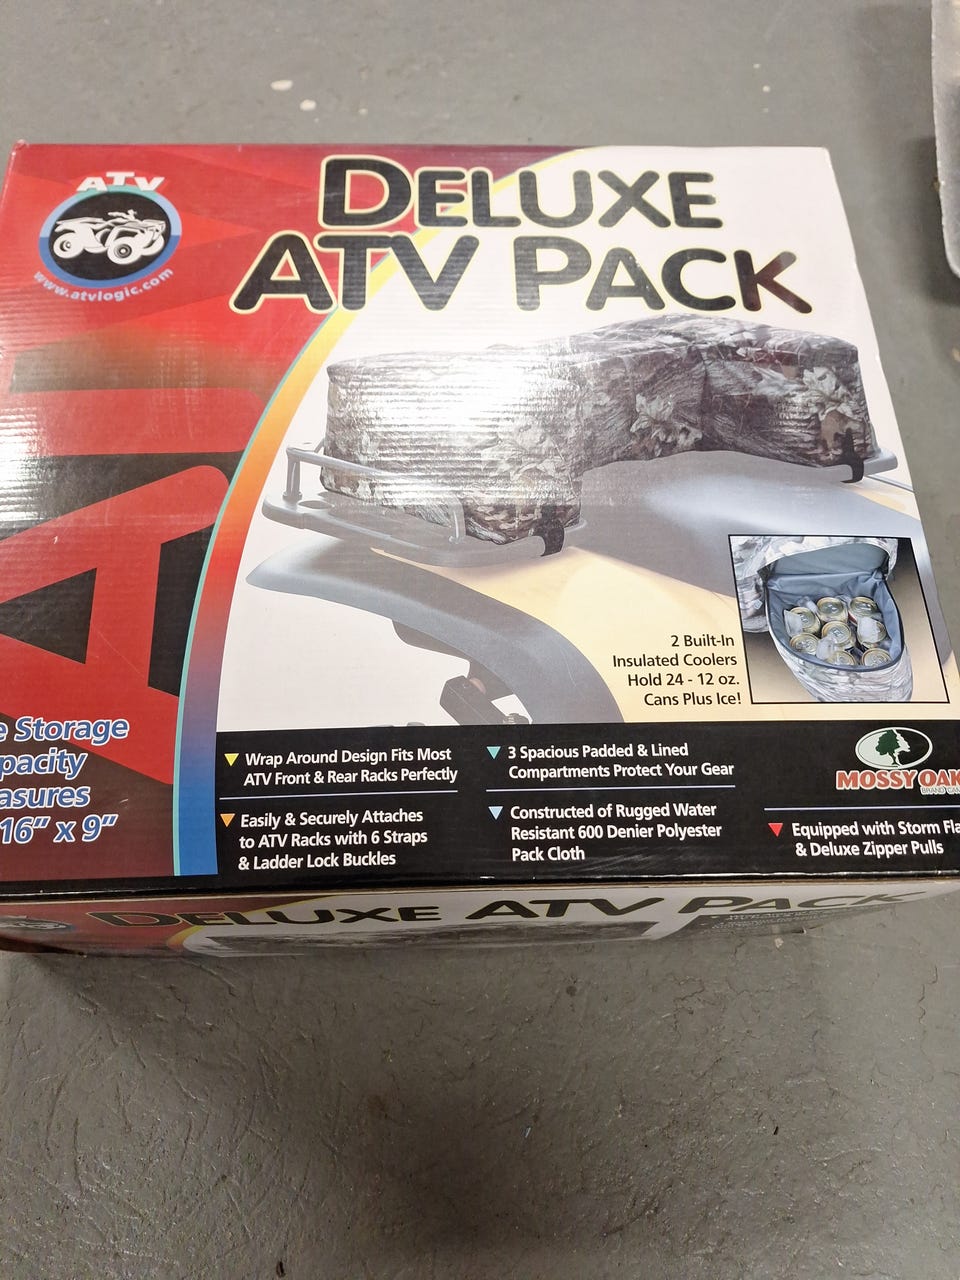 ATV
www.atvlogic.com
DELUXE
ATV PACK
2 Built-In
Insulated Coolers
Hold 24 - 12 oz.
Cans Plus Ice!
e Storage
pacity
asures
16" x 9"
Wrap Around Design Fits Most
ATV Front & Rear Racks Perfectly
Easily & Securely Attaches
to ATV Racks with 6 Straps
& Ladder Lock Buckles
3 Spacious Padded & Lined
Compartments Protect Your Gear
Constructed of Rugged Water
Resistant 600 Denier Polyester
Pack Cloth
MOSSY OAK
Equipped with Storm Fla
& Deluxe Zipper Pulls
DELUXE ATV PACK